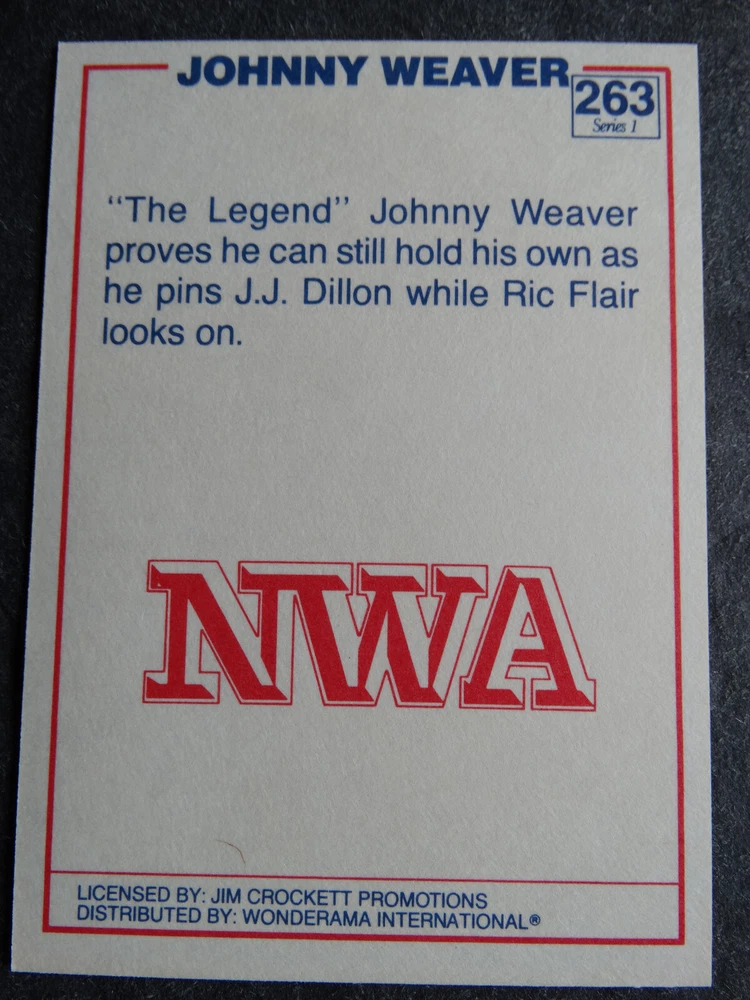 JOHNNY WEAVER
263
Series 1
“The Legend” Johnny Weaver
proves he can still hold his own as
he pins J.J. Dillon while Ric Flair
looks on.
NWA
LICENSED BY: JIM CROCKETT PROMOTIONS
DISTRIBUTED BY: WONDERAMA INTERNATIONAL®